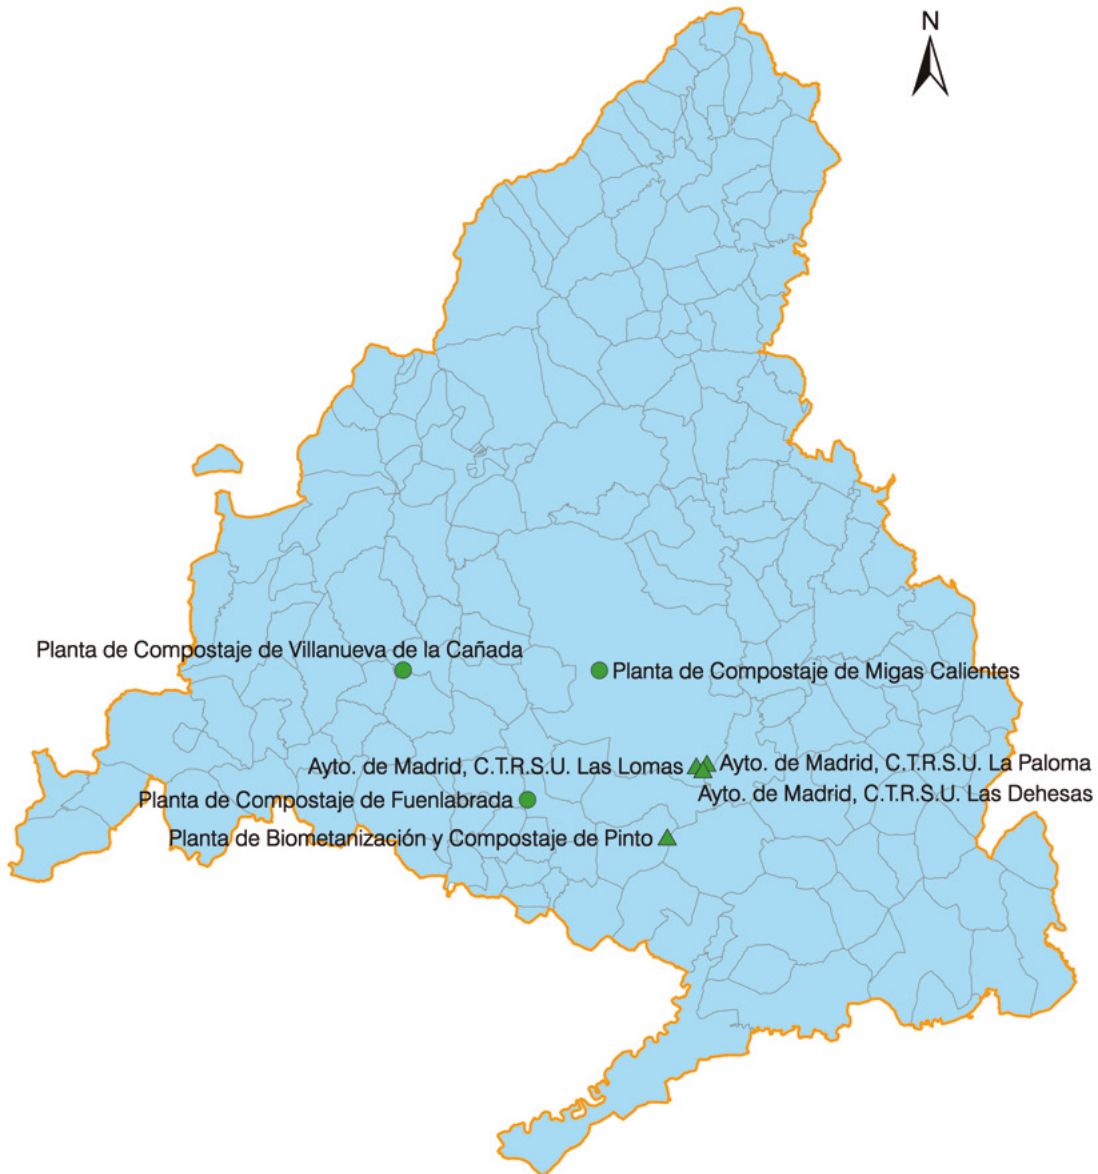 N
Planta de Compostaje de Villanueva de la Cañada
Planta de Compostaje de Migas Calientes
Ayto. de Madrid, C.T.R.S.U. Las Lomas
Ayto. de Madrid, C.T.R.S.U. La Paloma
Ayto. de Madrid, C.T.R.S.U. Las Dehesas
Planta de Compostaje de Fuenlabrada
Planta de Biometanización y Compostaje de Pinto